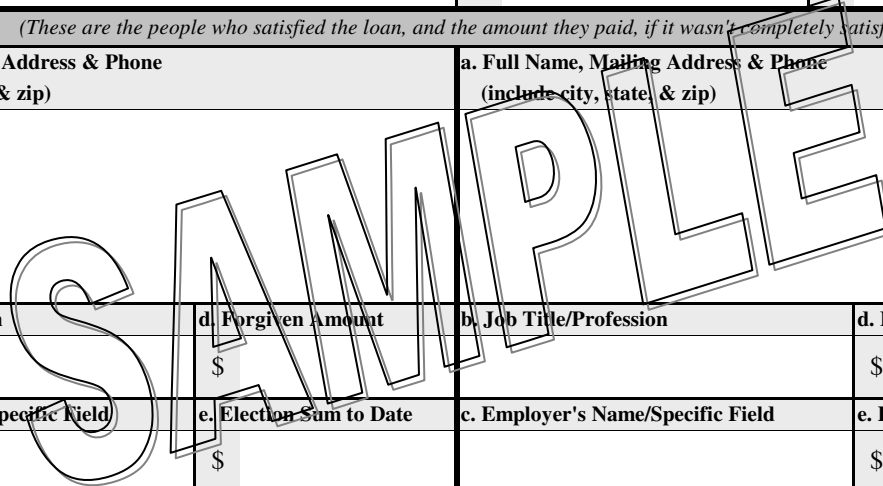 (These are the people who satisfied the loan, and the amount they paid, if it wasn't completely
Address & Phone
& zip)
a. Full Name, Mailing Address & Phone
(include city, state, & zip)
SAMPLE
d. Forgiven Amount
$
b. Job Title/Profession
d.
$
Field
e. Election Sum to Date
$
c. Employer's Name/Specific Field
e.
$